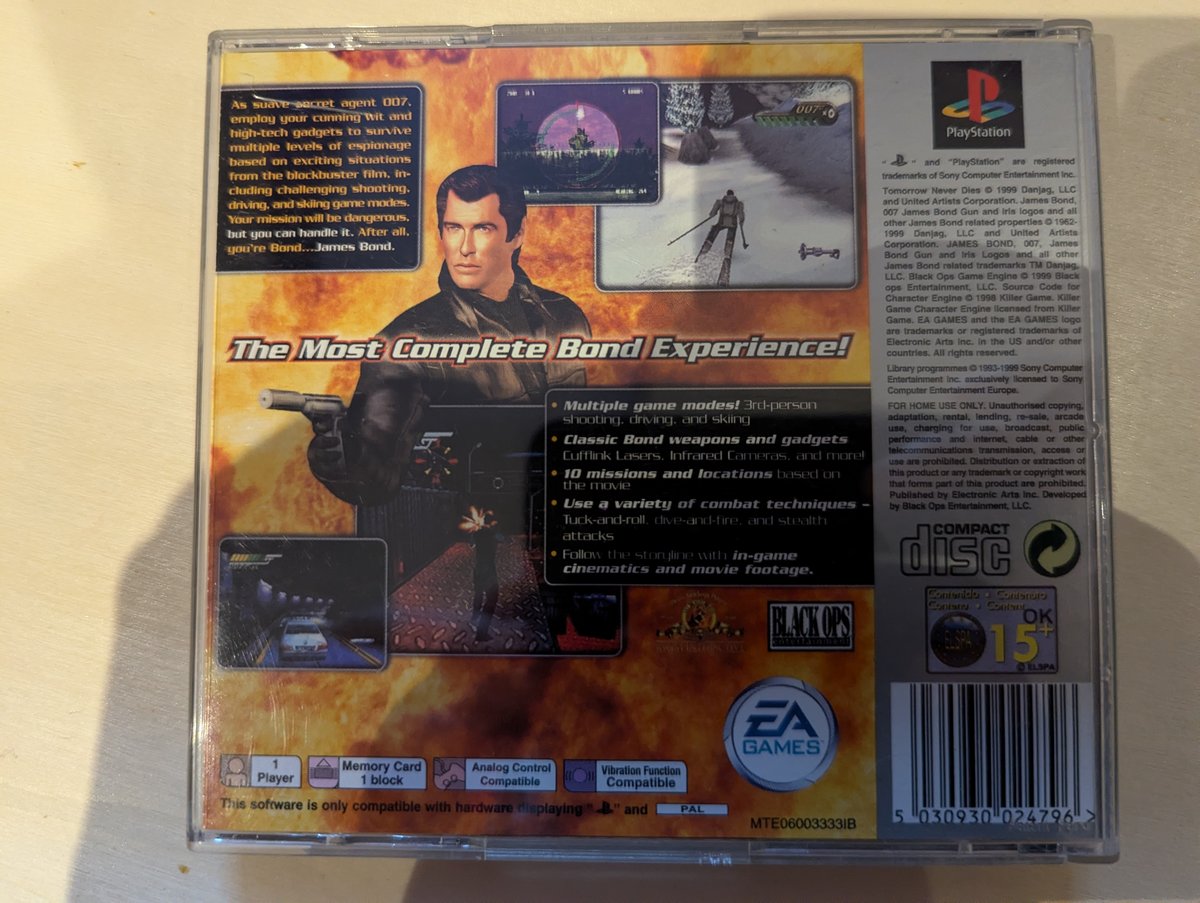 As suave secret agent 007,
employ your cunning wit and
high-tech gadgets to survive
multiple levels of espionage
based on exciting situations
from the blockbuster film, in-
cluding challenging shooting,
driving, and skiing game modes.
Your mission will be dangerous,
but you can handle it. After all,
you're Bond...James Bond.
007
x0
The Most Complete Bond Experience!
• Multiple game modes! 3rd-person
shooting, driving, and skiing
• Classic Bond weapons and gadgets
Cufflink Lasers, Infrared Cameras, and more!
• 10 missions and locations based on
the movie
• Use a variety of combat techniques –
Tuck-and-roll, dive-and-fire, and stealth
attacks
• Follow the storyline with in-game
cinematics and movie footage.
BLACK OPS
entertainment
EA
GAMES™
1
Player
Memory Card
1 block
Analog Control
Compatible
Vibration Function
Compatible
This software is only compatible with hardware displaying " " and PAL
MTE06003333IB
PlayStation
" " and "PlayStation" are registered
trademarks of Sony Computer Entertainment Inc.
Tomorrow Never Dies © 1999 Danjaq, LLC
and United Artists Corporation. James Bond,
007 James Bond Gun and Iris logos and all
other James Bond related properties © 1962-
1999 Danjaq, LLC and United Artists
Corporation. JAMES BOND, 007, James
Bond Gun and Iris Logos and all other
James Bond related trademarks TM Danjaq,
LLC. Black Ops Game Engine © 1999 Black
ops Entertainment, LLC. Source Code for
Character Engine © 1998 Killer Game. Killer
Game Character Engine licensed from Killer
Game. EA GAMES and the EA GAMES logo
are trademarks or registered trademarks of
Electronic Arts Inc. in the US and/or other
countries. All rights reserved.
Library programmes © 1993-1999 Sony Computer
Entertainment Inc. exclusively licensed to Sony
Computer Entertainment Europe.
FOR HOME USE ONLY. Unauthorised copying,
adaptation, rental, lending, re-sale, arcade
use, charging for use, broadcast, public
performance and internet, cable or other
telecommunications transmission, access or
use are prohibited. Distribution or extraction of
this product or any trademark or copyright work
that forms part of this product are prohibited.
Published by Electronic Arts Inc. Developed
by Black Ops Entertainment, LLC.
COMPACT
disc
Contenido • Contenuto
Contenu • Content
ELSPA
OK
15+
© ELSPA
5 030930 024796 >